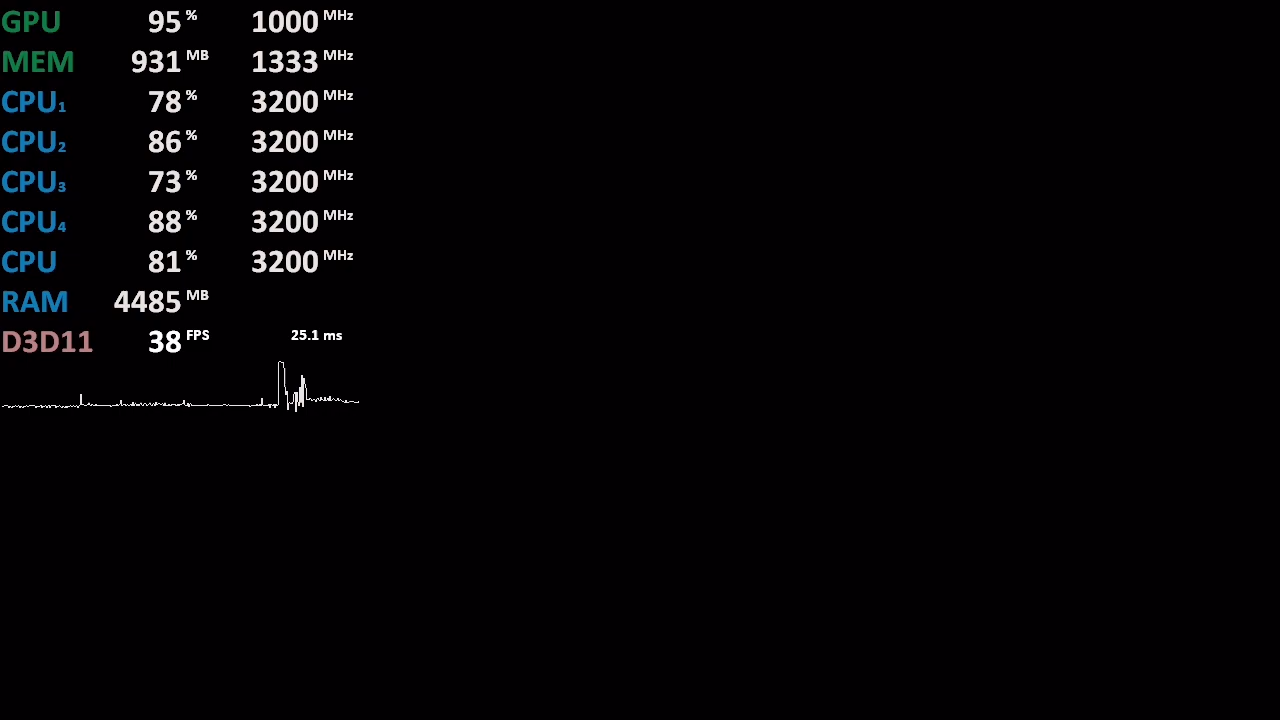 GPU 95 % 1000 MHz
MEM 931 MB 1333 MHz
CPU1 78 % 3200 MHz
CPU2 86 % 3200 MHz
CPU3 73 % 3200 MHz
CPU4 88 % 3200 MHz
CPU 81 % 3200 MHz
RAM 4485 MB
D3D11 38 FPS 25.1 ms